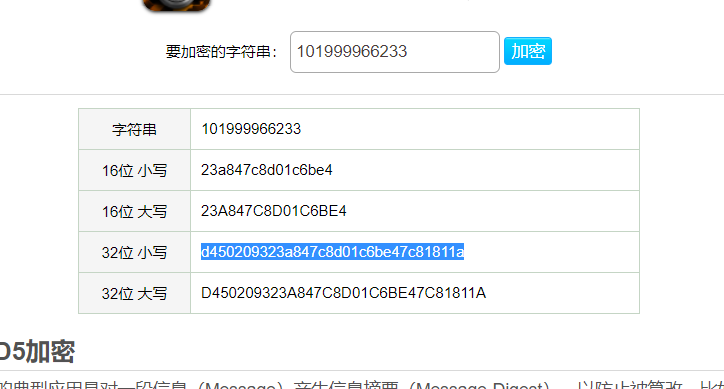 要加密的字符串： 101999966233 加密
字符串 101999966233
16位 小写 23a847c8d01c6be4
16位 大写 23A847C8D01C6BE4
32位 小写 d450209323a847c8d01c6be47c81811a
32位 大写 D450209323A847C8D01C6BE47C81811A
D5加密
的典型应用是对一段信息（Message）产生信息摘要（Message-Digest），以防止被篡改。比如